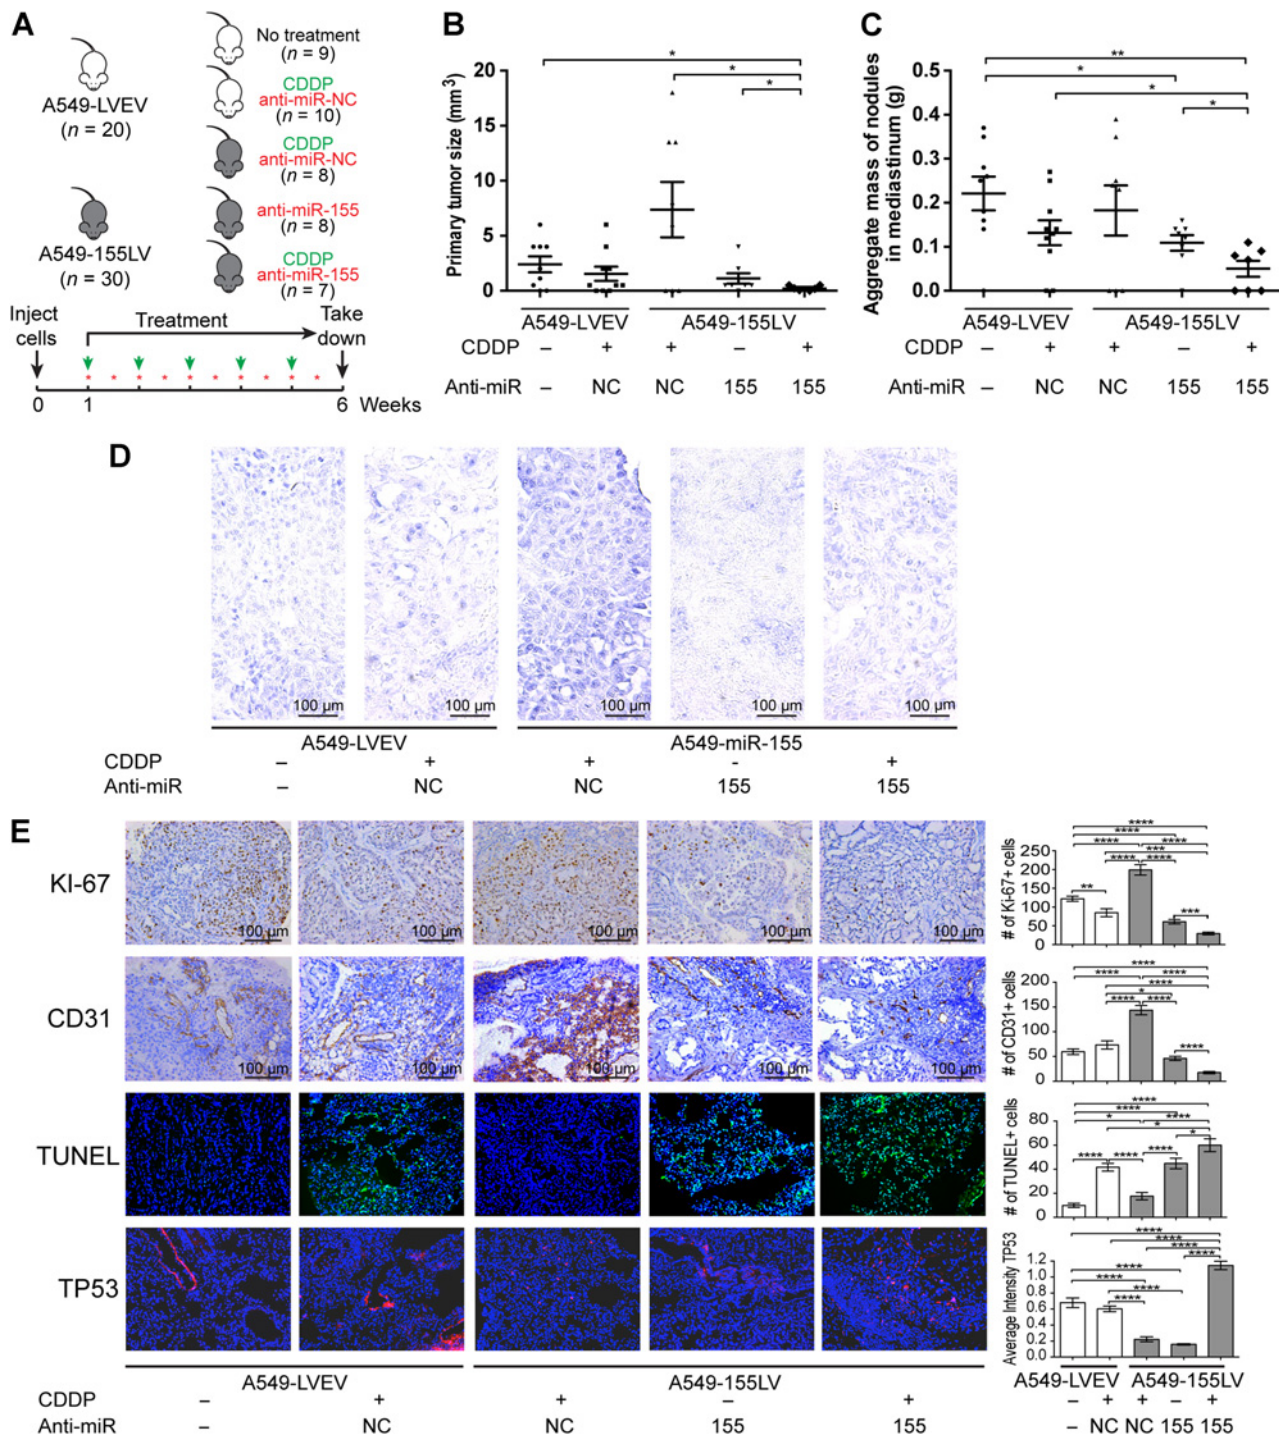 A
A549-LVEV
(n = 20)
A549-155LV
(n = 30)
No treatment
(n = 9)
CDDP
anti-miR-NC
(n = 10)
CDDP
anti-miR-NC
(n = 8)
anti-miR-155
(n = 8)
CDDP
anti-miR-155
(n = 7)
Inject cells
Treatment
Take down
* * * * * * * * * *
0 1 6 Weeks
B
Primary tumor size (mm3)
20
15
10
5
0
*
*
*
A549-LVEV A549-155LV
CDDP – + + – +
Anti-miR – NC NC 155 155
C
Aggregate mass of nodules
in mediastinum (g)
0.5
0.4
0.3
0.2
0.1
0.0
**
*
*
*
A549-LVEV A549-155LV
CDDP – + + – +
Anti-miR – NC NC 155 155
D
100 µm 100 µm 100 µm 100 µm 100 µm
A549-LVEV A549-miR-155
CDDP – + + - +
Anti-miR – NC NC 155 155
E
KI-67
100 µm 100 µm 100 µm 100 µm 100 µm
# of Ki-67+ cells
250
200
150
100
50
0
****
****
**** ****
***
**** ****
**
***
CD31
100 µm 100 µm 100 µm 100 µm 100 µm
# of CD31+ cells
200
150
100
50
0
****
**** ****
****
*
**** ****
****
TUNEL
# of TUNEL+ cells
80
60
40
20
0
****
****
* ****
*
*
**** **** ****
TP53
Average Intensity TP53
1.2
1.0
0.8
0.6
0.4
0.2
0.0
****
****
****
****
****
****
****
****
A549-LVEV A549-155LV
CDDP – + + – +
Anti-miR – NC NC 155 155
A549-LVEV A549-155LV
– + + – +
– NC NC 155 155